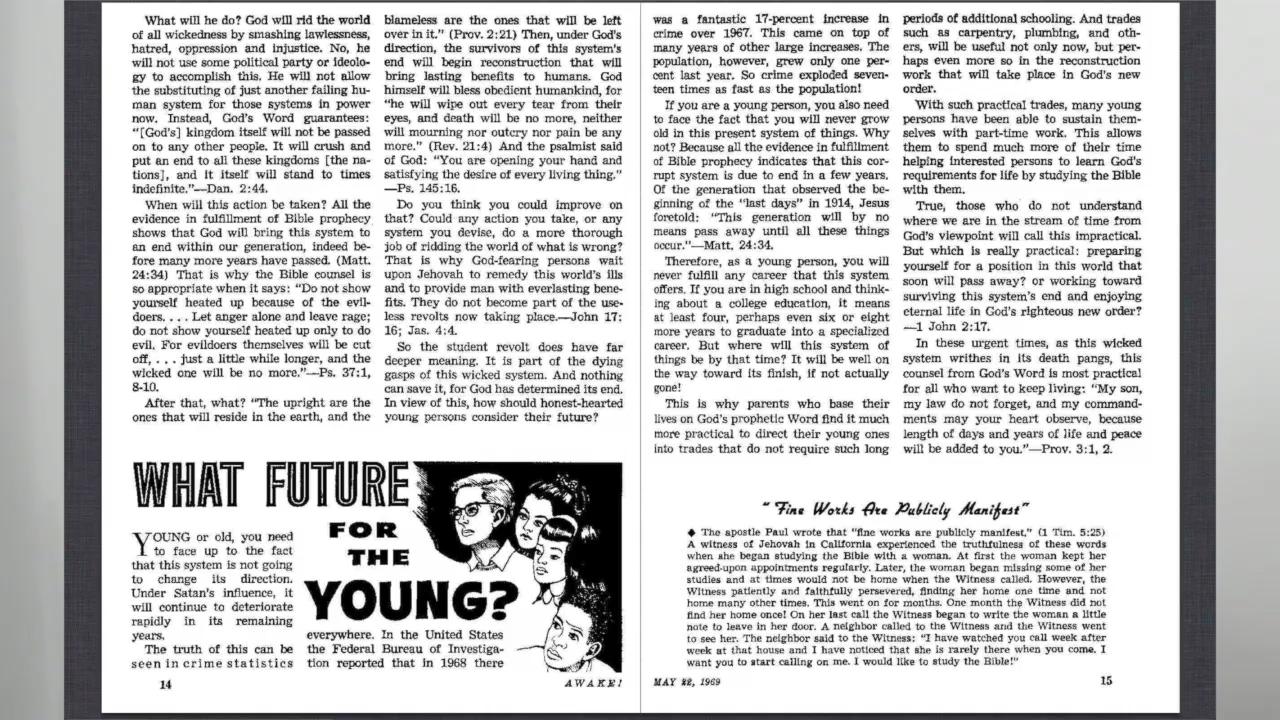 What will he do? God will rid the world
of all wickedness by smashing lawlessness,
hatred, oppression and injustice. No, he
will not use some political party or ideolo-
gy to accomplish this. He will not allow
the substituting of just another failing hu-
man system for those systems in power
now. Instead, God's Word guarantees:
"[God's] kingdom itself will not be passed
on to any other people. It will crush and
put an end to all these kingdoms [the na-
tions], and it itself will stand to times
indefinite."—Dan. 2:44.
When will this action be taken? All the
evidence in fulfillment of Bible prophecy
shows that God will bring this system to
an end within our generation, indeed be-
fore many more years have passed. (Matt.
24:34) That is why the Bible counsel is
so appropriate when it says: "Do not show
yourself heated up because of the evil-
doers. . . . Let anger alone and leave rage;
do not show yourself heated up only to do
evil. For evildoers themselves will be cut
off, . . . just a little while longer, and the
wicked one will be no more."—Ps. 37:1,
8-10.
After that, what? "The upright are the
ones that will reside in the earth, and the
blameless are the ones that will be left
over in it." (Prov. 2:21) Then, under God's
direction, the survivors of this system's
end will begin reconstruction that will
bring lasting benefits to humans. God
himself will bless obedient humankind, for
"he will wipe out every tear from their
eyes, and death will be no more, neither
will mourning nor outcry nor pain be any
more." (Rev. 21:4) And the psalmist said
of God: "You are opening your hand and
satisfying the desire of every living thing."
—Ps. 145:16.
Do you think you could improve on
that? Could any action you take, or any
system you devise, do a more thorough
job of ridding the world of what is wrong?
That is why God-fearing persons wait
upon Jehovah to remedy this world's ills
and to provide man with everlasting bene-
fits. They do not become part of the use-
less revolts now taking place.—John 17:
16; Jas. 4:4.
So the student revolt does have far
deeper meaning. It is part of the dying
gasps of this wicked system. And nothing
can save it, for God has determined its end.
In view of this, how should honest-hearted
young persons consider their future?
WHAT FUTURE
FOR
THE
YOUNG?
YOUNG or old, you need
to face up to the fact
that this system is not going
to change its direction.
Under Satan's influence, it
will continue to deteriorate
rapidly in its remaining
years.
The truth of this can be
seen in crime statistics
everywhere. In the United States
the Federal Bureau of Investiga-
tion reported that in 1968 there
14
AWAKE!
was a fantastic 17-percent increase in
crime over 1967. This came on top of
many years of other large increases. The
population, however, grew only one per-
cent last year. So crime exploded seven-
teen times as fast as the population!
If you are a young person, you also need
to face the fact that you will never grow
old in this present system of things. Why
not? Because all the evidence in fulfillment
of Bible prophecy indicates that this cor-
rupt system is due to end in a few years.
Of the generation that observed the be-
ginning of the "last days" in 1914, Jesus
foretold: "This generation will by no
means pass away until all these things
occur."—Matt. 24:34.
Therefore, as a young person, you will
never fulfill any career that this system
offers. If you are in high school and think-
ing about a college education, it means
at least four, perhaps even six or eight
more years to graduate into a specialized
career. But where will this system of
things be by that time? It will be well on
the way toward its finish, if not actually
gone!
This is why parents who base their
lives on God's prophetic Word find it much
more practical to direct their young ones
into trades that do not require such long
periods of additional schooling. And trades
such as carpentry, plumbing, and oth-
ers, will be useful not only now, but per-
haps even more so in the reconstruction
work that will take place in God's new
order.
With such practical trades, many young
persons have been able to sustain them-
selves with part-time work. This allows
them to spend much more of their time
helping interested persons to learn God's
requirements for life by studying the Bible
with them.
True, those who do not understand
where we are in the stream of time from
God's viewpoint will call this impractical.
But which is really practical: preparing
yourself for a position in this world that
soon will pass away? or working toward
surviving this system's end and enjoying
eternal life in God's righteous new order?
—1 John 2:17.
In these urgent times, as this wicked
system writhes in its death pangs, this
counsel from God's Word is most practical
for all who want to keep living: "My son,
my law do not forget, and my command-
ments may your heart observe, because
length of days and years of life and peace
will be added to you."—Prov. 3:1, 2.
"Fine Works Are Publicly Manifest"
◆ The apostle Paul wrote that "fine works are publicly manifest," (1 Tim. 5:25)
A witness of Jehovah in California experienced the truthfulness of these words
when she began studying the Bible with a woman. At first the woman kept her
agreed-upon appointments regularly. Later, the woman began missing some of her
studies and at times would not be home when the Witness called. However, the
Witness patiently and faithfully persevered, finding her home one time and not
home many other times. This went on for months. One month the Witness did not
find her home once! On her last call the Witness began to write the woman a little
note to leave in her door. A neighbor called to the Witness and the Witness went
to see her. The neighbor said to the Witness: "I have watched you call week after
week at that house and I have noticed that she is rarely there when you come. I
want you to start calling on me. I would like to study the Bible!"
MAY 22, 1969
15